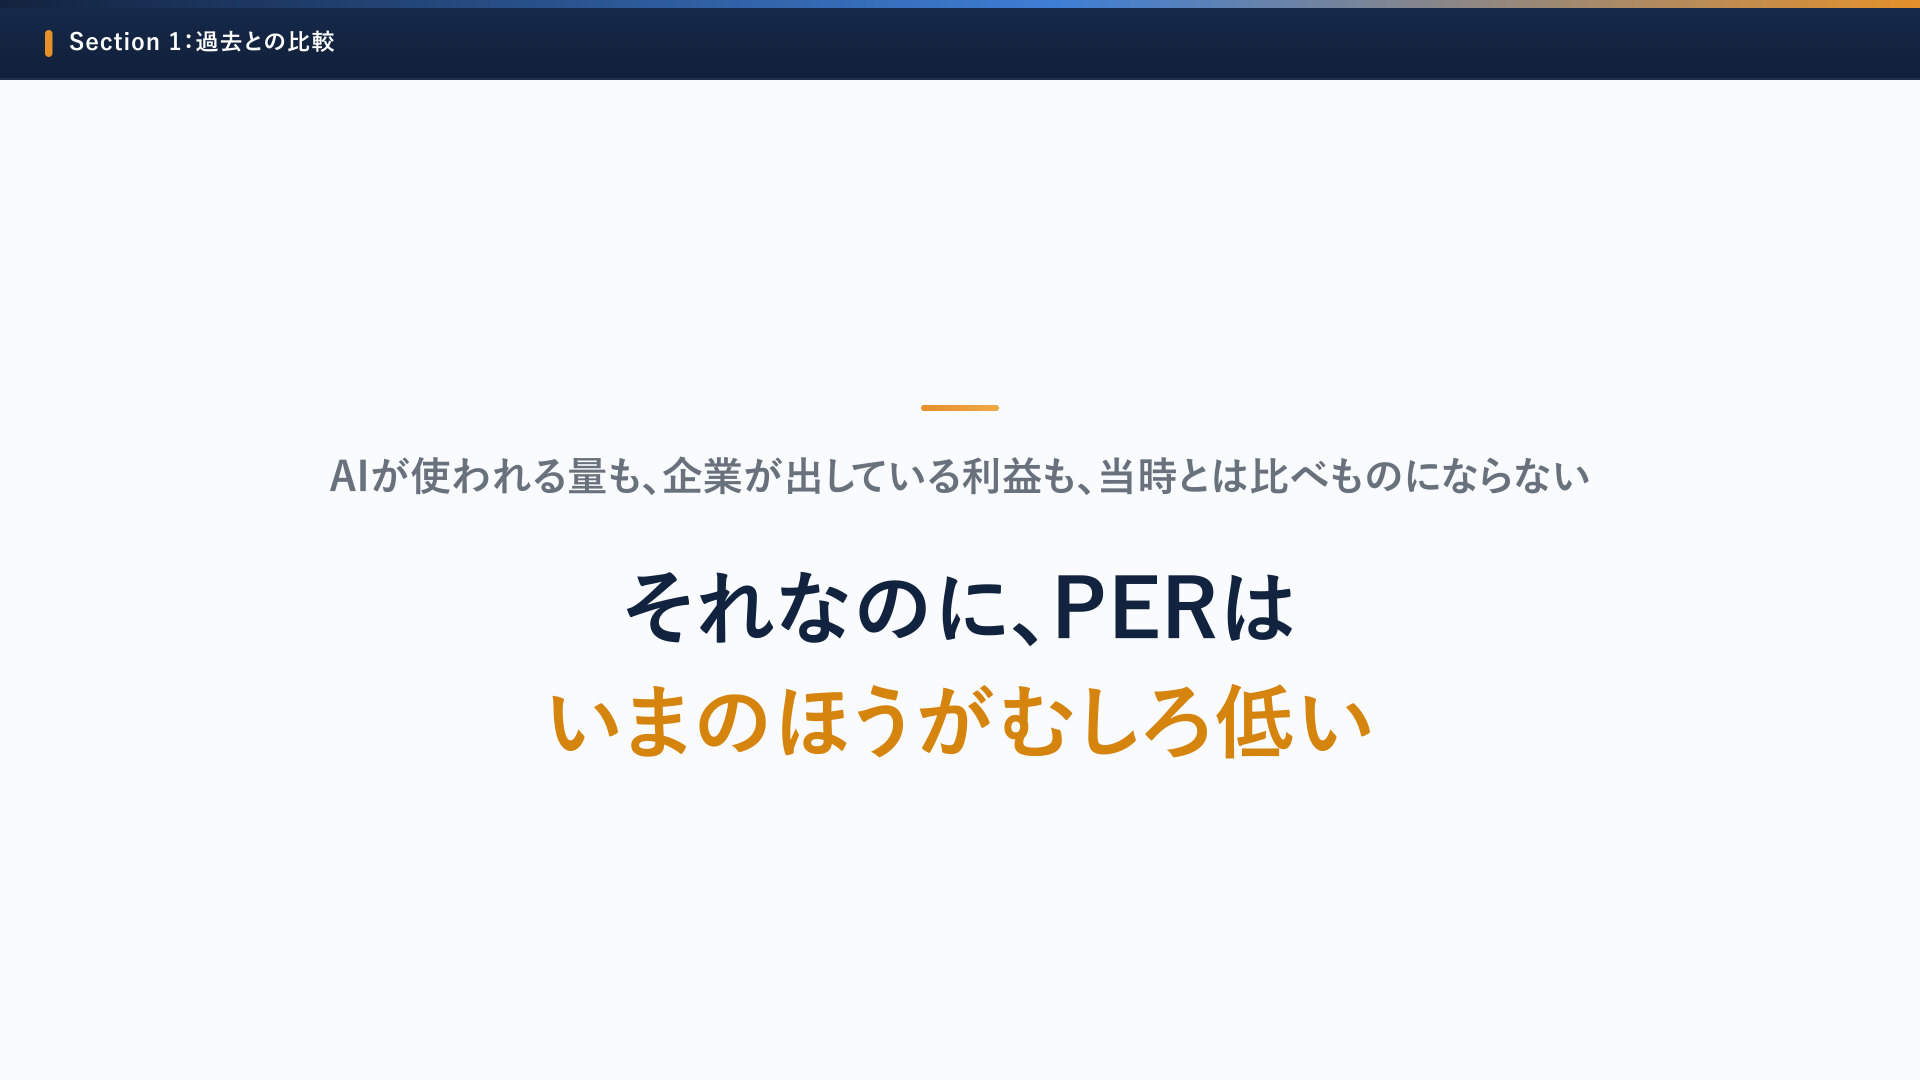 Section 1：過去との比較
AIが使われる量も、企業が出している利益も、当時とは比べものにならない
それなのに、PERは
いまのほうがむしろ低い